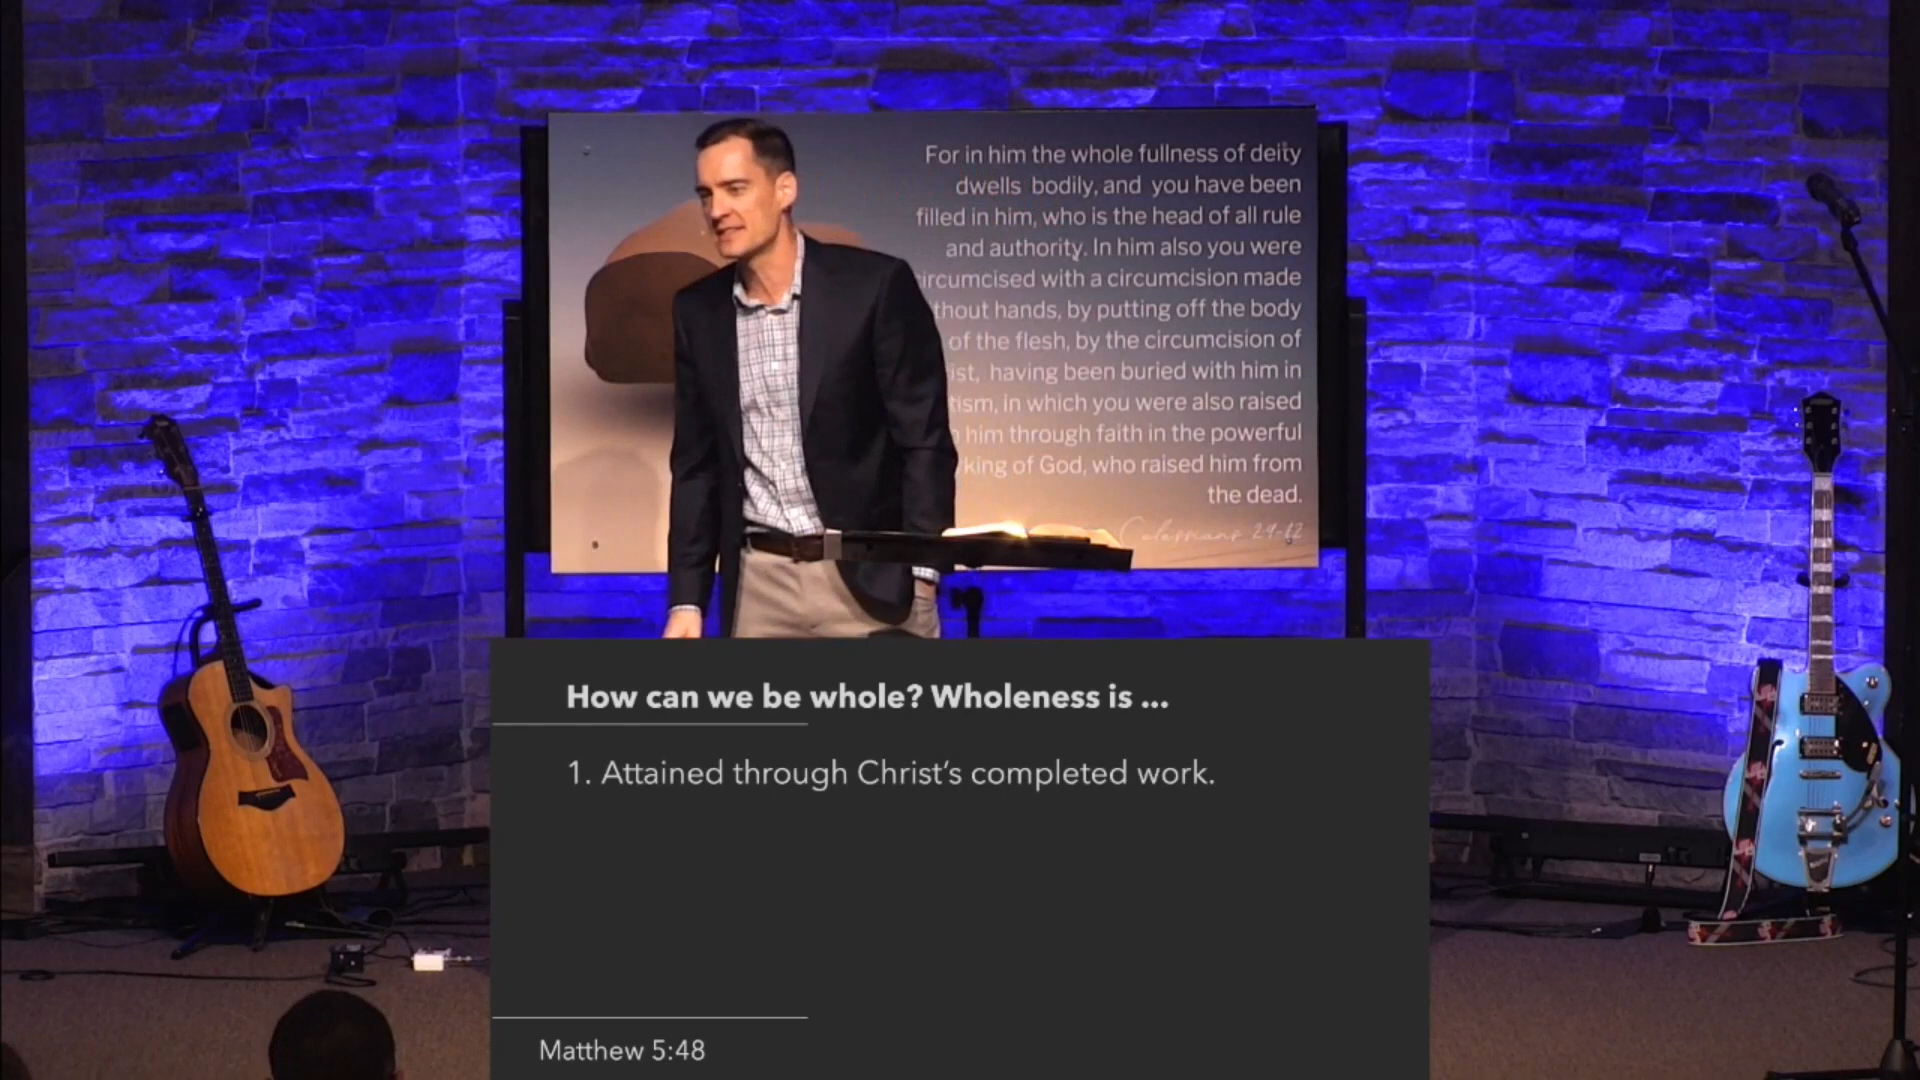 For in him the whole fullness of deity
dwells bodily, and you have been
filled in him, who is the head of all rule
and authority. In him also you were
ircumcised with a circumcision made
thout hands, by putting off the body
of the flesh, by the circumcision of
ist, having been buried with him in
tism, in which you were also raised
him through faith in the powerful
king of God, who raised him from
the dead.
Colossians 2:9-12
How can we be whole? Wholeness is ...
1. Attained through Christ's completed work.
Matthew 5:48